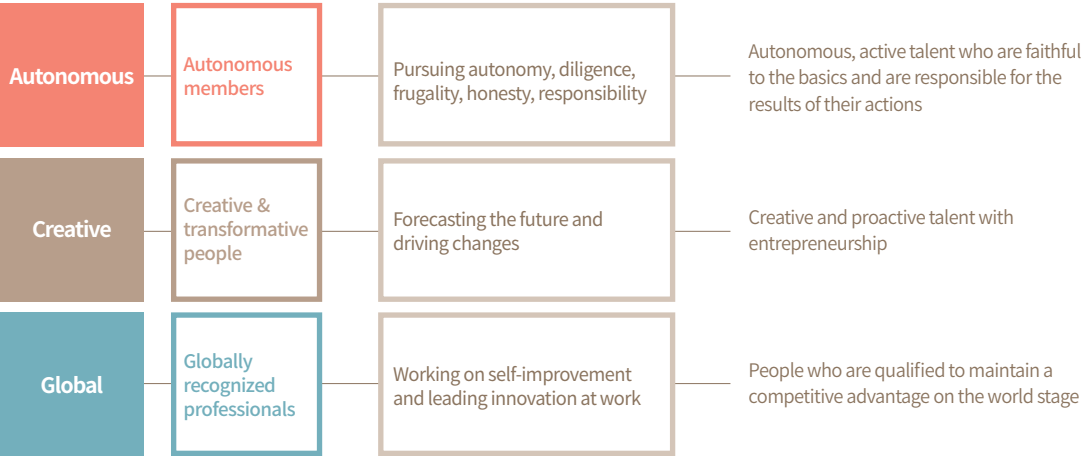 Autonomous
Autonomous
members
Pursuing autonomy, diligence,
frugality, honesty, responsibility
Autonomous, active talent who are faithful
to the basics and are responsible for the
results of their actions
Creative
Creative &
transformative
people
Forecasting the future and
driving changes
Creative and proactive talent with
entrepreneurship
Global
Globally
recognized
professionals
Working on self-improvement
and leading innovation at work
People who are qualified to maintain a
competitive advantage on the world stage